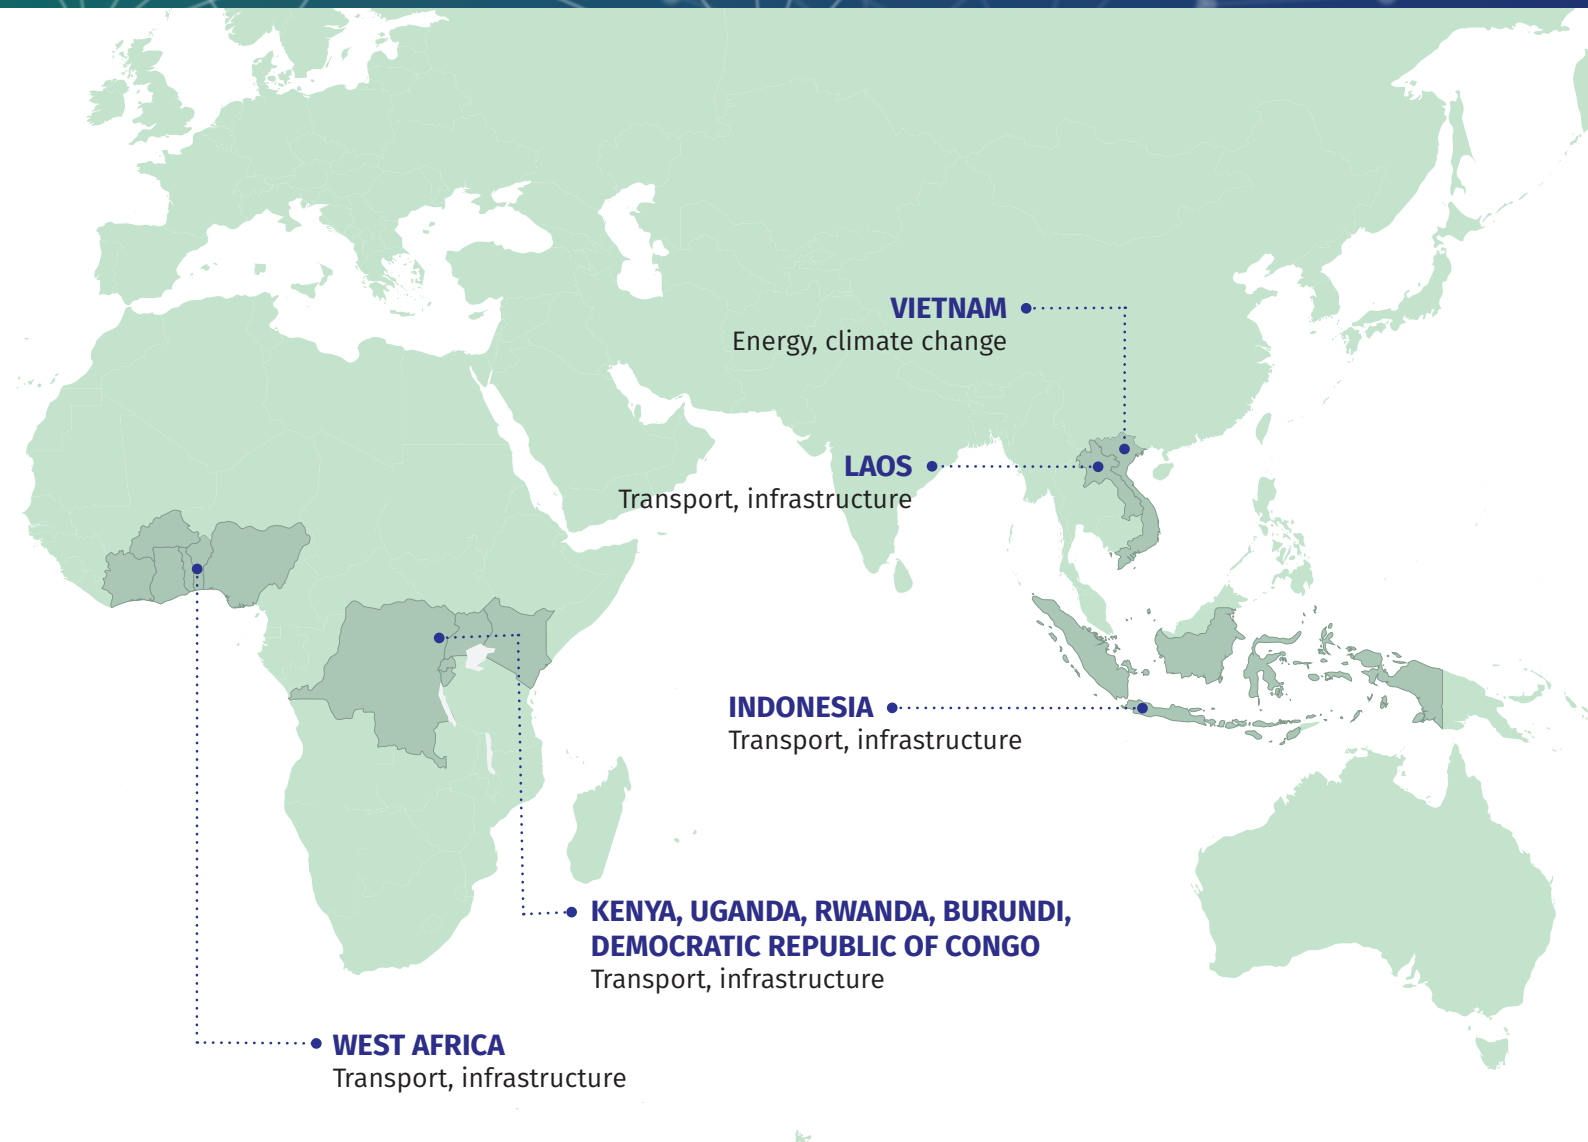 VIETNAM
Energy, climate change
LAOS
Transport, infrastructure
INDONESIA
Transport, infrastructure
KENYA, UGANDA, RWANDA, BURUNDI,
DEMOCRATIC REPUBLIC OF CONGO
Transport, infrastructure
WEST AFRICA
Transport, infrastructure